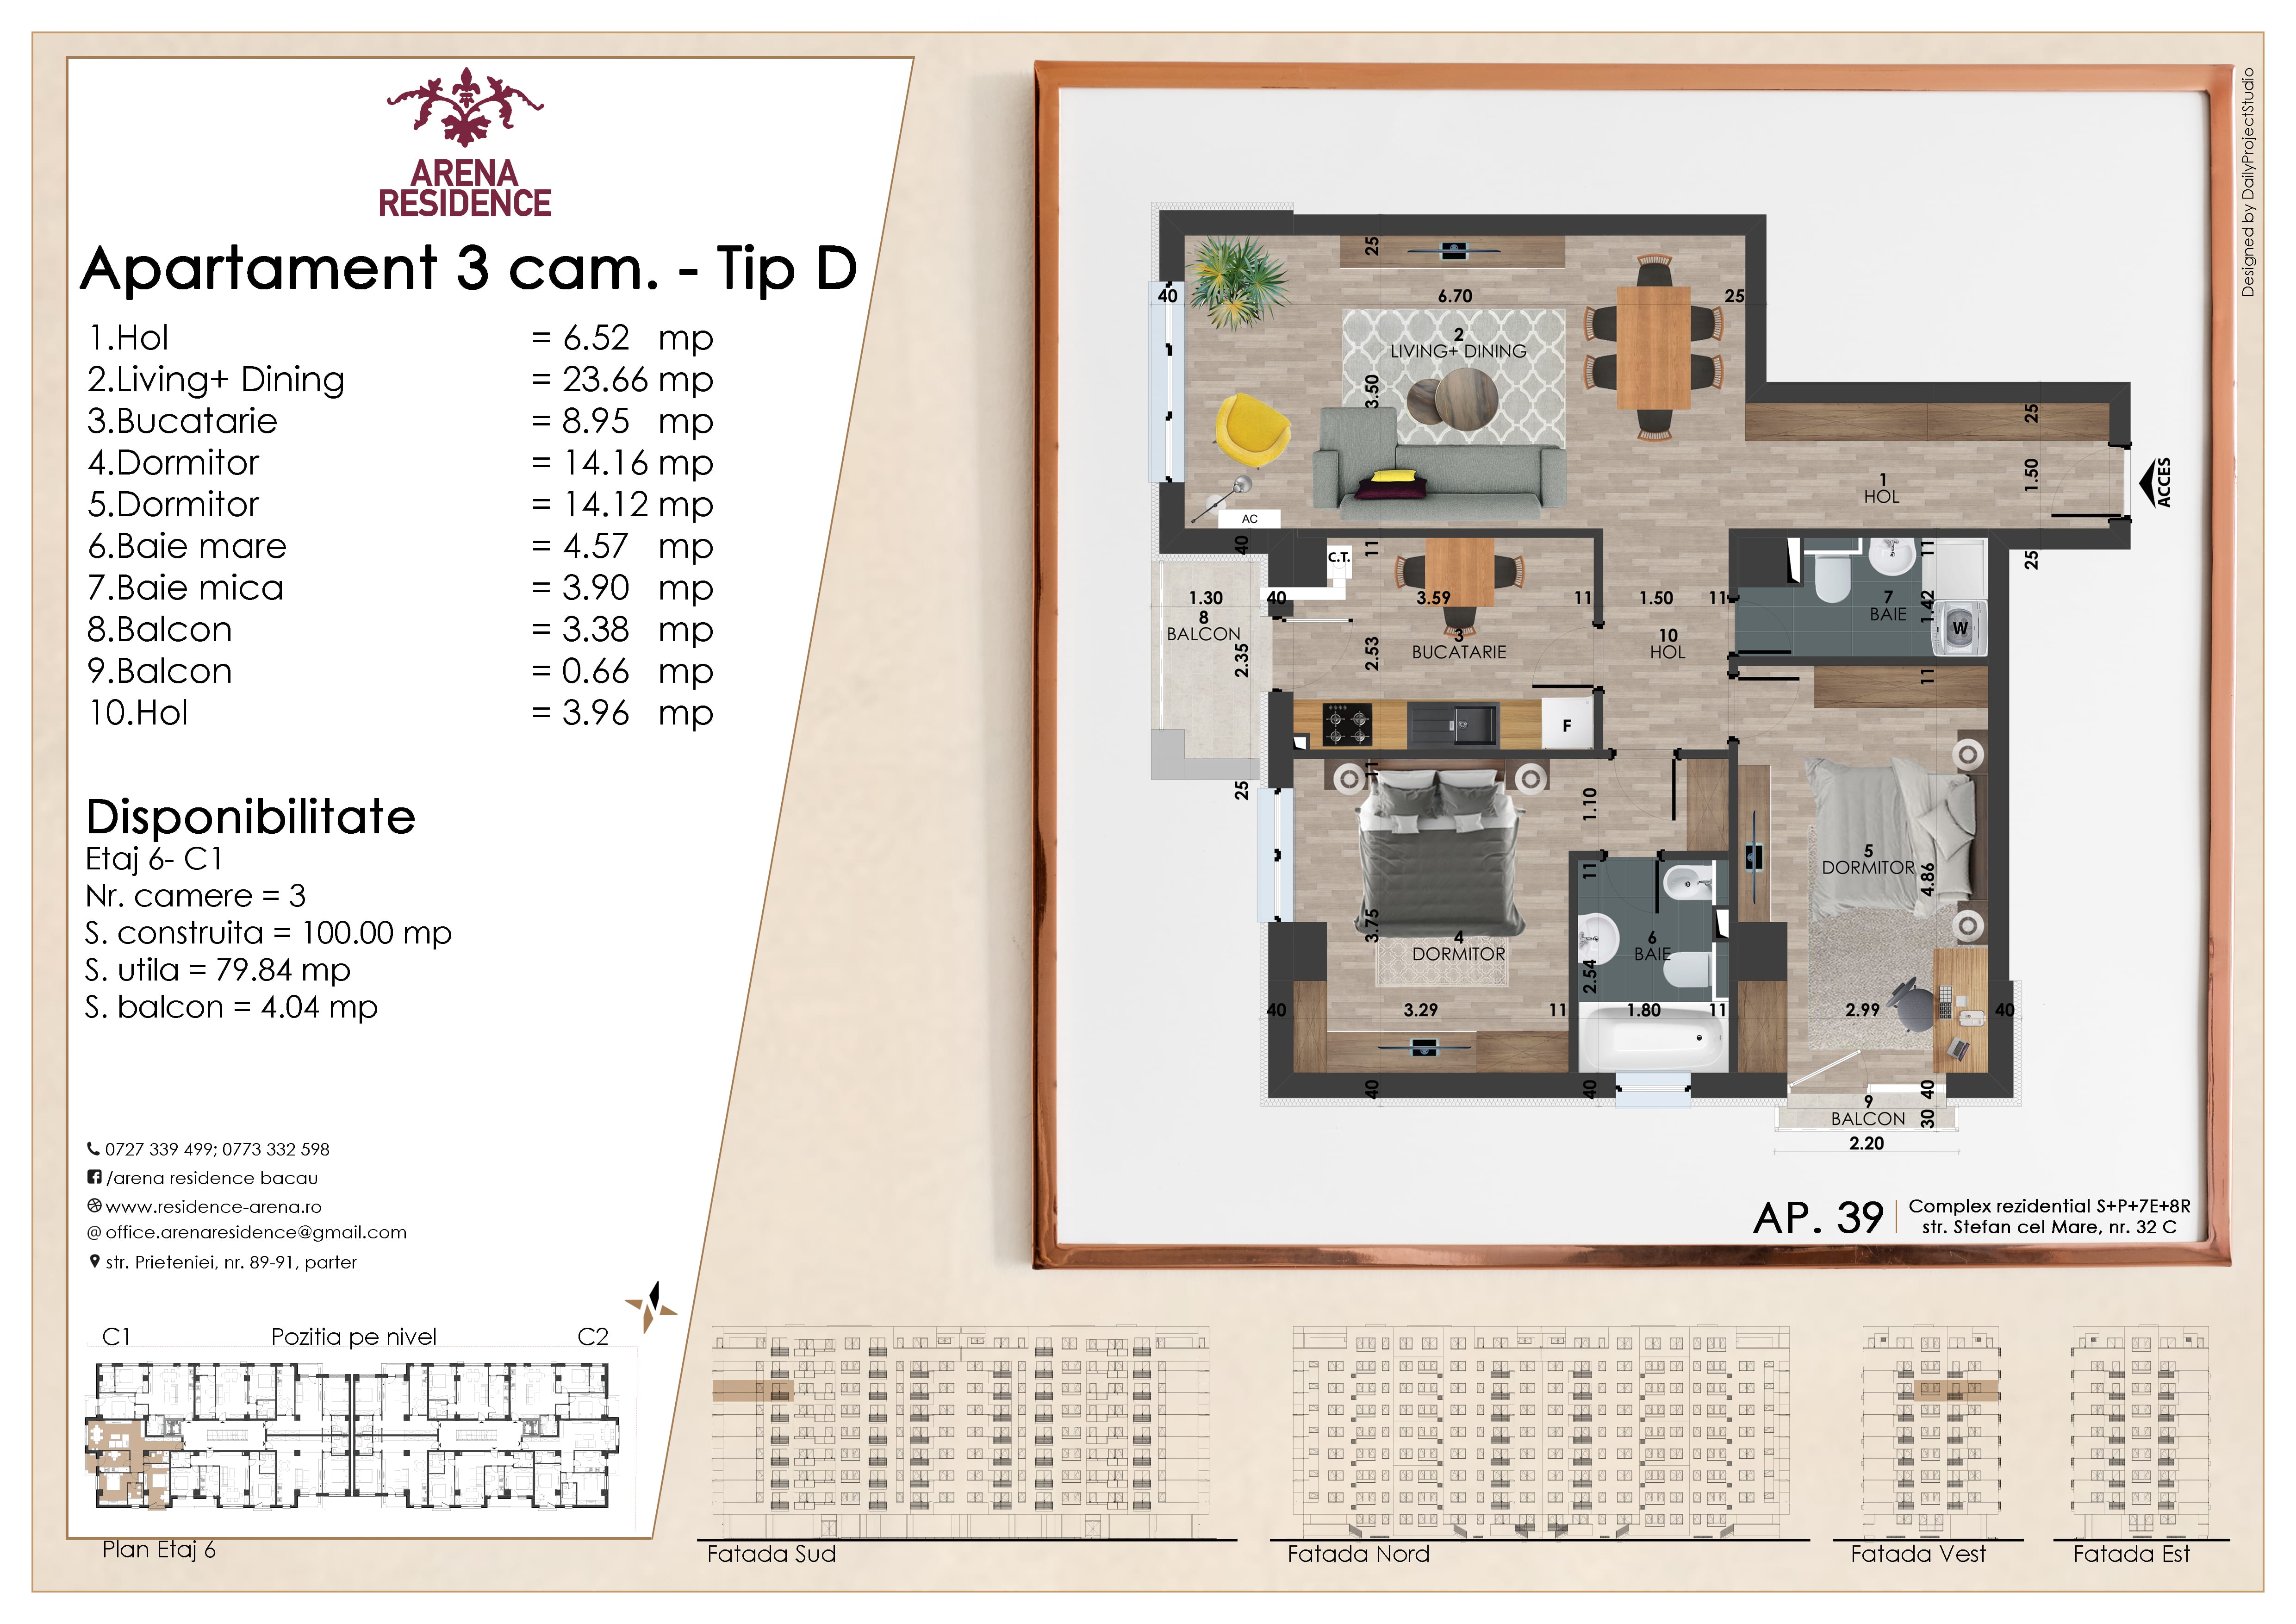 ARENA
RESIDENCE
Apartament 3 cam. - Tip D
1.Hol = 6.52 mp
2.Living+ Dining = 23.66 mp
3.Bucatarie = 8.95 mp
4.Dormitor = 14.16 mp
5.Dormitor = 14.12 mp
6.Baie mare = 4.57 mp
7.Baie mica = 3.90 mp
8.Balcon = 3.38 mp
9.Balcon = 0.66 mp
10.Hol = 3.96 mp
Disponibilitate
Etaj 6- C1
Nr. camere = 3
S. construita = 100.00 mp
S. utila = 79.84 mp
S. balcon = 4.04 mp
0727 339 499; 0773 332 598
/arena residence bacau
www.residence-arena.ro
@ office.arenaresidence@gmail.com
str. Prieteniei, nr. 89-91, parter
C1 Pozitia pe nivel C2
Plan Etaj 6
Designed by DailyProjectStudio
25
40 6.70 25
2
LIVING+ DINING
3.50
25
1.50
1
HOL
ACCES
AC
40
11
C.T.
11
25
1.30 40 3.59 11 1.50 11
8
BALCON
2.35
2.53
3
BUCATARIE
10
HOL
7
BAIE
1.42
W
11
F
25
11
1.10
11
5
DORMITOR
4.86
3.75
4
DORMITOR
6
BAIE
2.54
40 3.29 11 1.80 11 2.99 40
40
40
40
9
BALCON
30
2.20
AP. 39
Complex rezidential S+P+7E+8R
str. Stefan cel Mare, nr. 32 C
Fatada Sud
Fatada Nord
Fatada Vest
Fatada Est